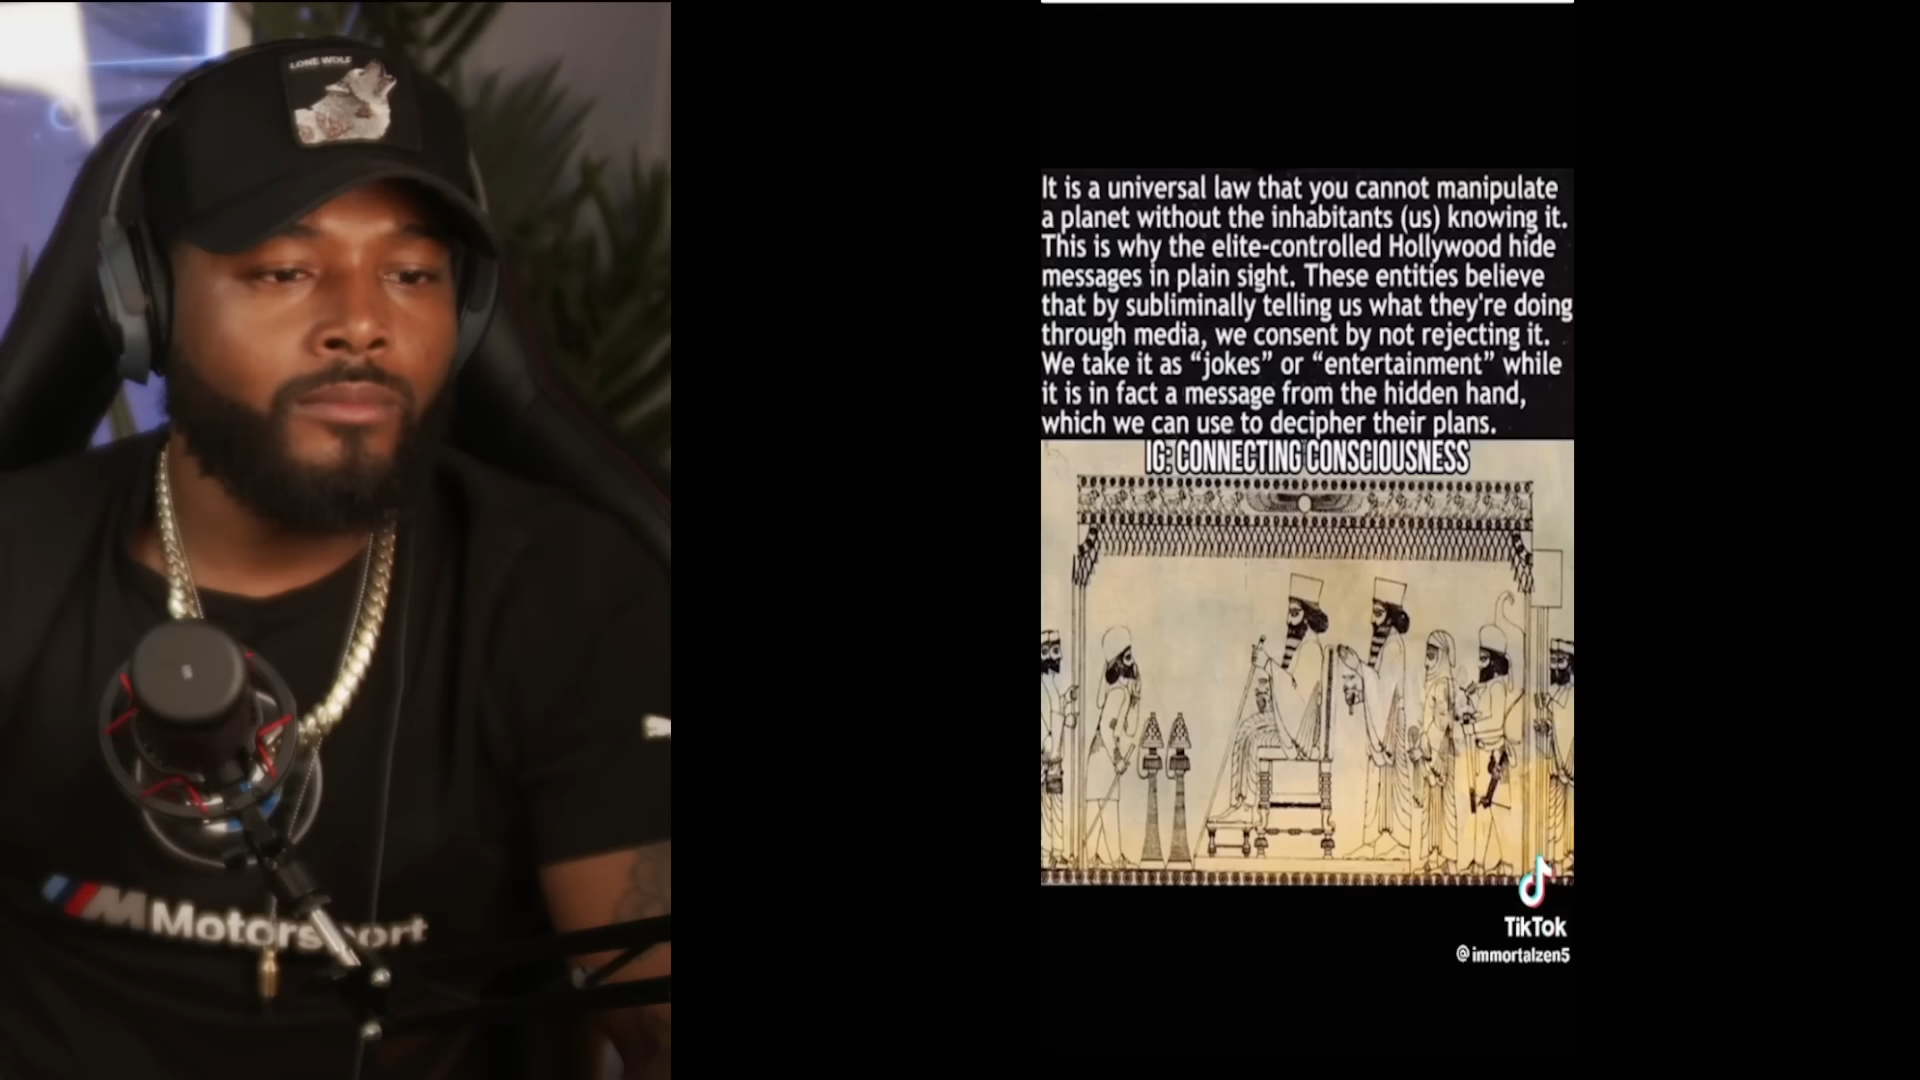 LONE WOLF
Motorsport
It is a universal law that you cannot manipulate
a planet without the inhabitants (us) knowing it.
This is why the elite-controlled Hollywood hide
messages in plain sight. These entities believe
that by subliminally telling us what they're doing
through media, we consent by not rejecting it.
We take it as “jokes” or “entertainment” while
it is in fact a message from the hidden hand,
which we can use to decipher their plans.
IG: CONNECTING CONSCIOUSNESS
TikTok
@immortalzen5